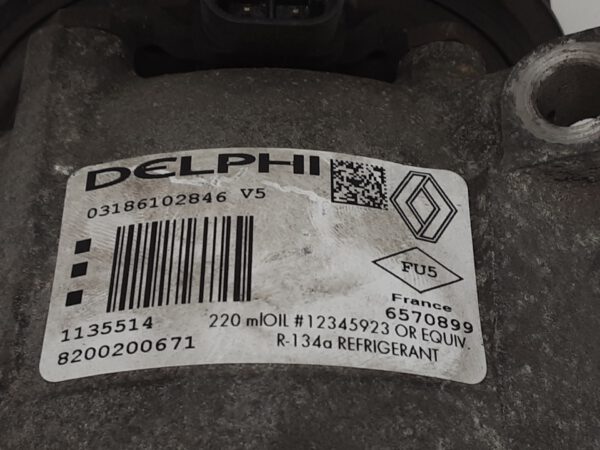 DELPHI
03186102846 V5
FU5
France
6570899
1135514
220 mlOIL #12345923 OR EQUIV.
8200200671
R-134a REFRIGERANT